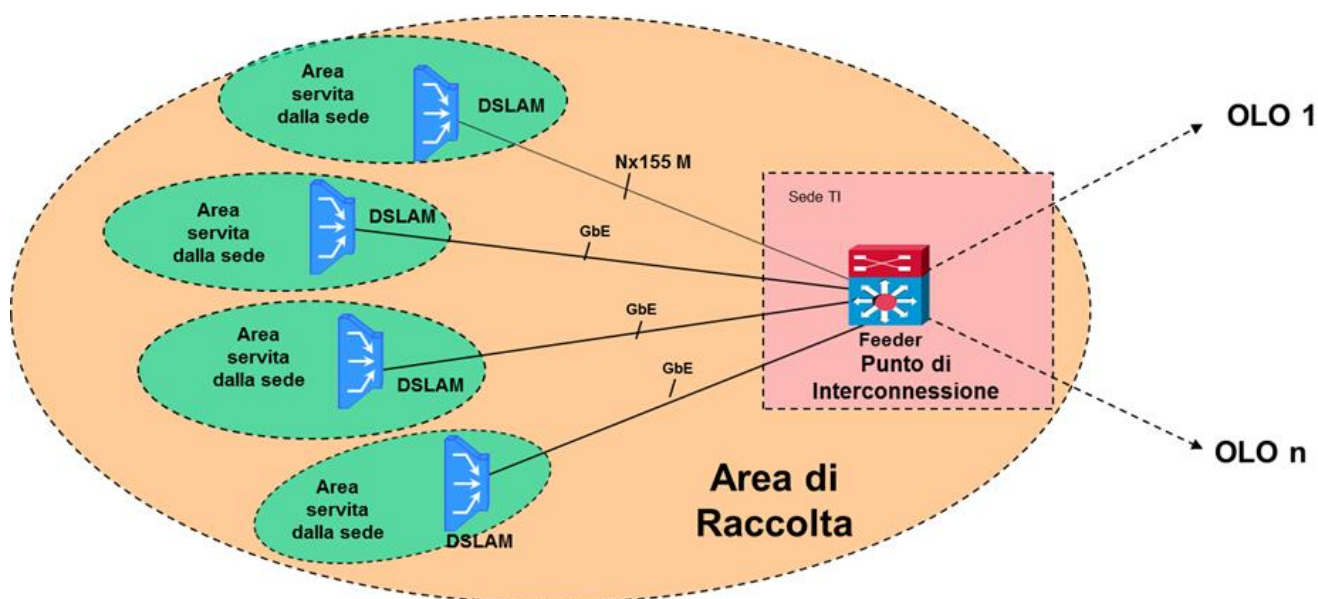 Area
servita
dalla sede
DSLAM
OLO 1
Nx155 M
Sede TI
Area
servita
dalla sede
DSLAM
GbE
Area
servita
dalla sede
DSLAM
GbE
Feeder
Punto di
Interconnessione
GbE
Area
servita
dalla sede
DSLAM
Area di
Raccolta
OLO n